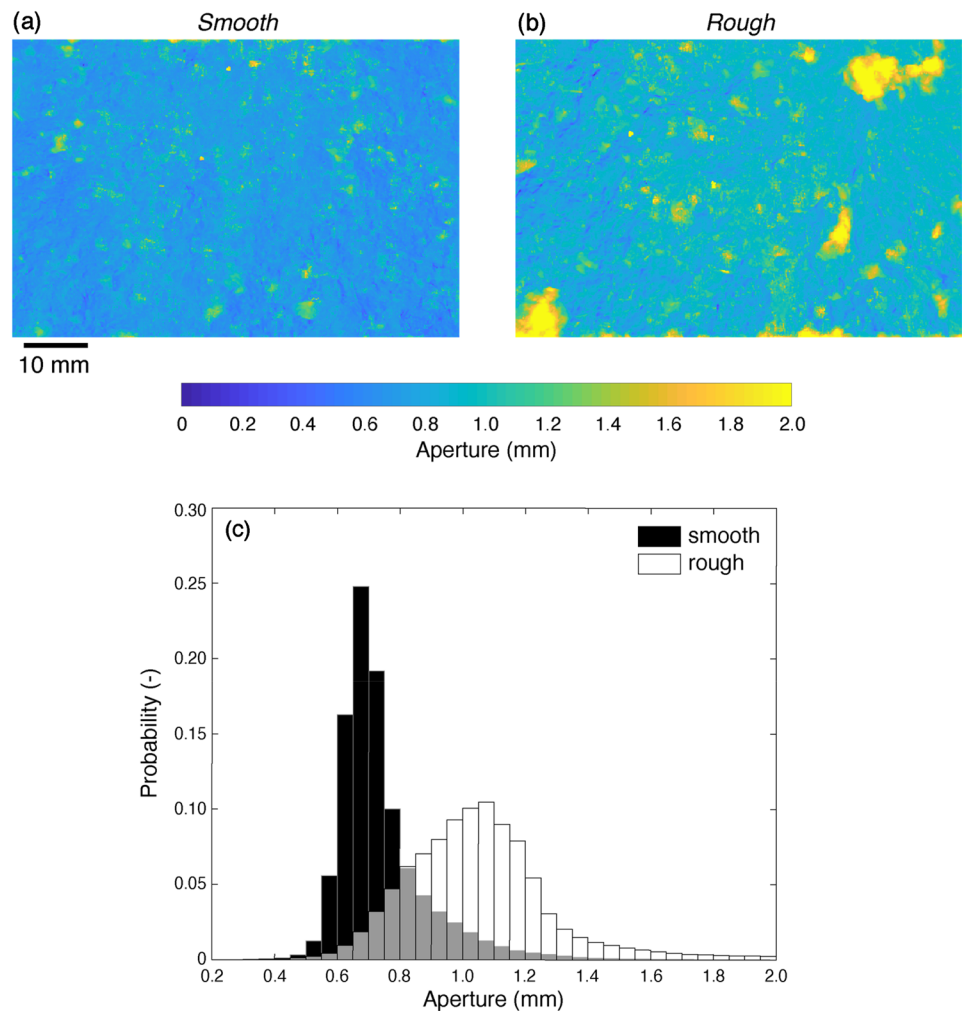 (a) Smooth
(b) Rough
10 mm
0 0.2 0.4 0.6 0.8 1.0 1.2 1.4 1.6 1.8 2.0
Aperture (mm)
(c)
smooth
rough
0.30
0.25
0.20
0.15
0.10
0.05
0
Probability (-)
0.2 0.4 0.6 0.8 1.0 1.2 1.4 1.6 1.8 2.0
Aperture (mm)